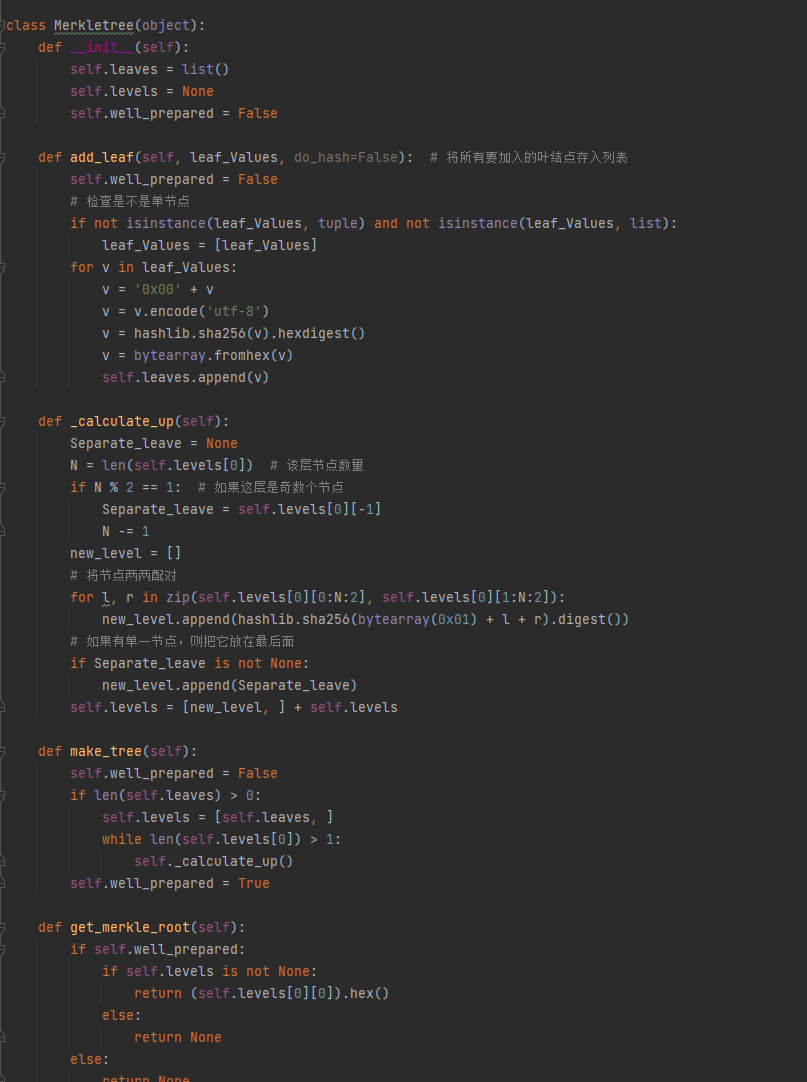 class Merkletree(object):
def __init__(self):
self.leaves = list()
self.levels = None
self.well_prepared = False
def add_leaf(self, leaf_Values, do_hash=False):  # 将所有要加入的叶结点存入列表
self.well_prepared = False
# 检查是不是单节点
if not isinstance(leaf_Values, tuple) and not isinstance(leaf_Values, list):
leaf_Values = [leaf_Values]
for v in leaf_Values:
v = '0x00' + v
v = v.encode('utf-8')
v = hashlib.sha256(v).hexdigest()
v = bytearray.fromhex(v)
self.leaves.append(v)
def _calculate_up(self):
Separate_leave = None
N = len(self.levels[0])  # 该层节点数量
if N % 2 == 1:  # 如果这层是奇数个节点
Separate_leave = self.levels[0][-1]
N -= 1
new_level = []
# 将节点两两配对
for l, r in zip(self.levels[0][0:N:2], self.levels[0][1:N:2]):
new_level.append(hashlib.sha256(bytearray(0x01) + l + r).digest())
# 如果有单一节点，则把它放在最后面
if Separate_leave is not None:
new_level.append(Separate_leave)
self.levels = [new_level, ] + self.levels
def make_tree(self):
self.well_prepared = False
if len(self.leaves) > 0:
self.levels = [self.leaves, ]
while len(self.levels[0]) > 1:
self._calculate_up()
self.well_prepared = True
def get_merkle_root(self):
if self.well_prepared:
if self.levels is not None:
return (self.levels[0][0]).hex()
else:
return None
else:
return None